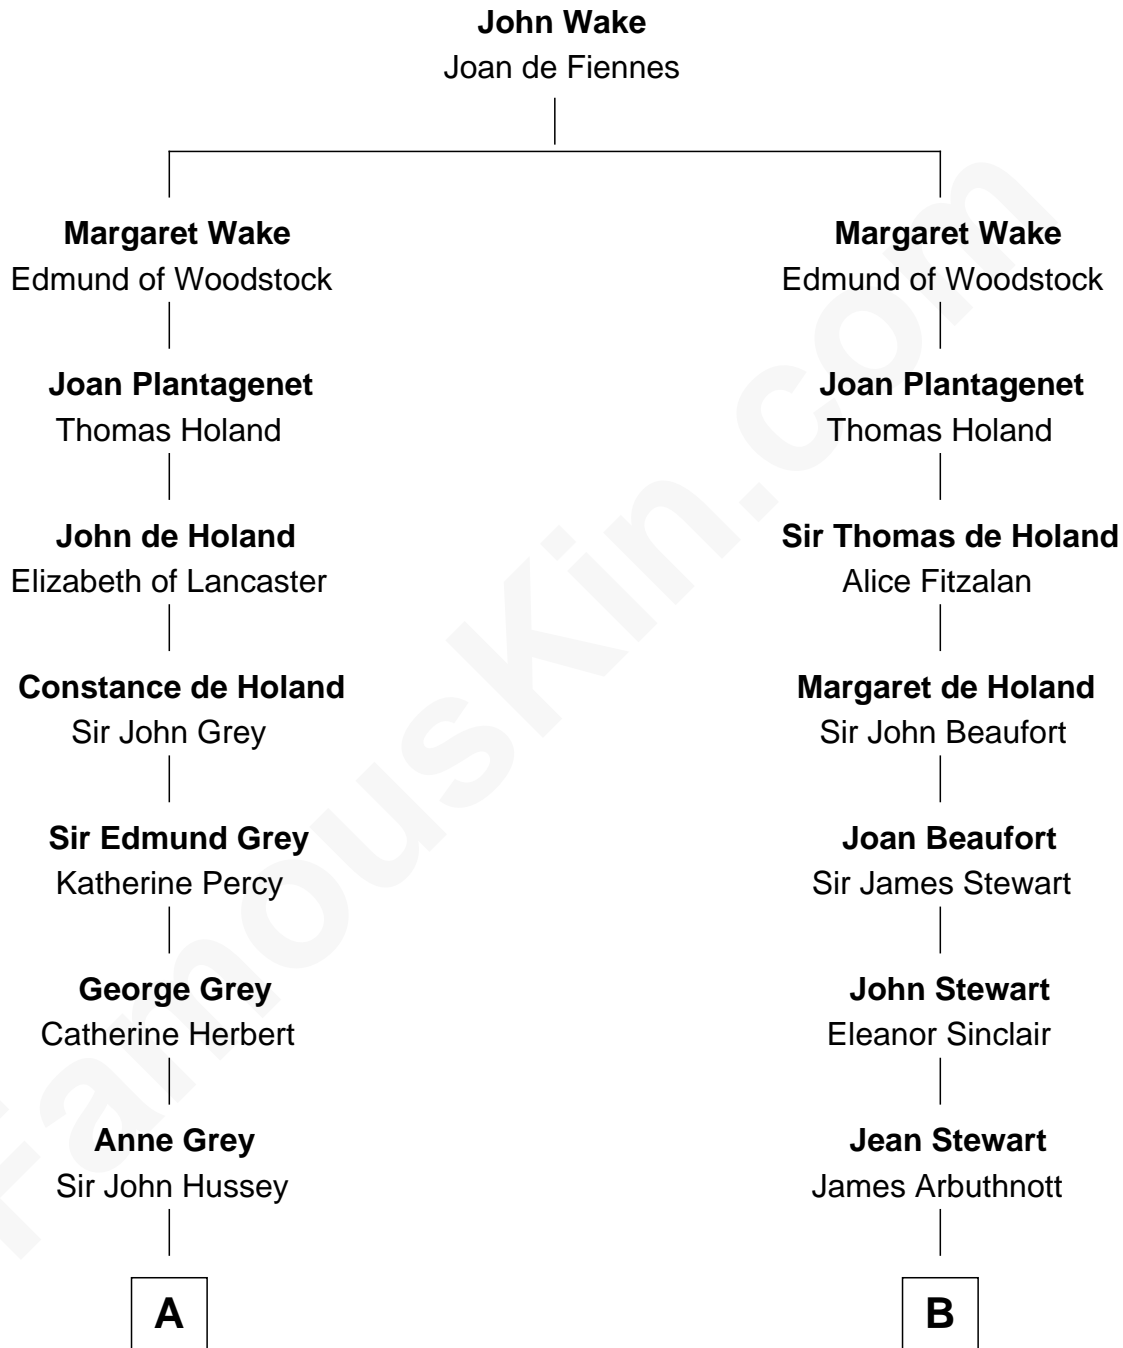 John Wake
Joan de Fiennes
Margaret Wake
Edmund of Woodstock
Joan Plantagenet
Thomas Holand
John de Holand
Elizabeth of Lancaster
Constance de Holand
Sir John Grey
Sir Edmund Grey
Katherine Percy
George Grey
Catherine Herbert
Anne Grey
Sir John Hussey
A
Margaret Wake
Edmund of Woodstock
Joan Plantagenet
Thomas Holand
Sir Thomas de Holand
Alice Fitzalan
Margaret de Holand
Sir John Beaufort
Joan Beaufort
Sir James Stewart
John Stewart
Eleanor Sinclair
Jean Stewart
James Arbuthnott
B
FamousKin.com